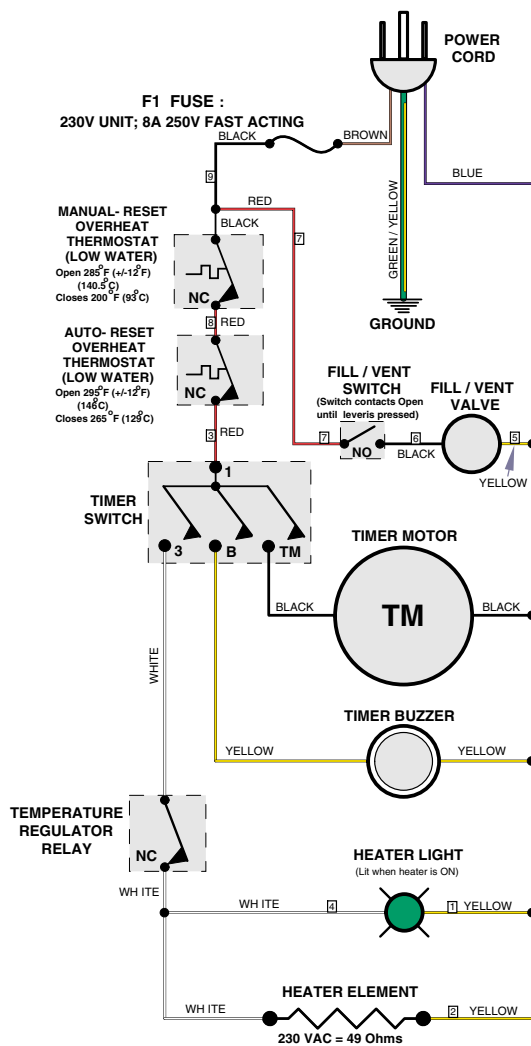 POWER
CORD
F1 FUSE :
230V UNIT; 8A 250V FAST ACTING
BLACK
BROWN
BLUE
9
RED
MANUAL- RESET
OVERHEAT
THERMOSTAT
(LOW WATER)
Open 285°F (+/-12°F)
(140.5°C)
Closes 200 °F (93°C)
BLACK
7
GREEN / YELLOW
NC
GROUND
8
RED
AUTO- RESET
OVERHEAT
THERMOSTAT
(LOW WATER)
Open 295°F (+/-12°F)
(146°C)
Closes 265 °F (129°C)
NC
FILL / VENT
SWITCH
(Switch contacts Open
until leveris pressed)
FILL / VENT
VALVE
3
RED
7
NO
6
BLACK
5
YELLOW
1
TIMER
SWITCH
3
B
TM
TIMER MOTOR
BLACK
TM
BLACK
WHITE
TIMER BUZZER
YELLOW
YELLOW
TEMPERATURE
REGULATOR
RELAY
NC
HEATER LIGHT
(Lit when heater is ON)
WH ITE
WH ITE
4
1
YELLOW
HEATER ELEMENT
WH ITE
2
YELLOW
230 VAC = 49 Ohms